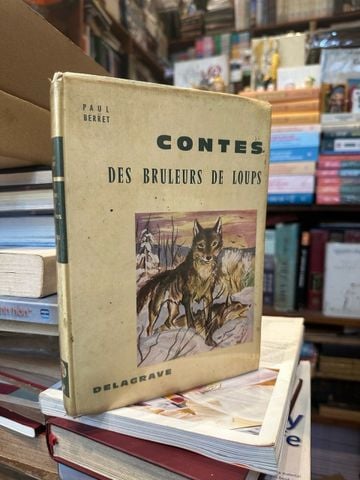 PAUL
BERRET
CONTES
DES BRULEURS DE LOUPS
DELAGRAVE